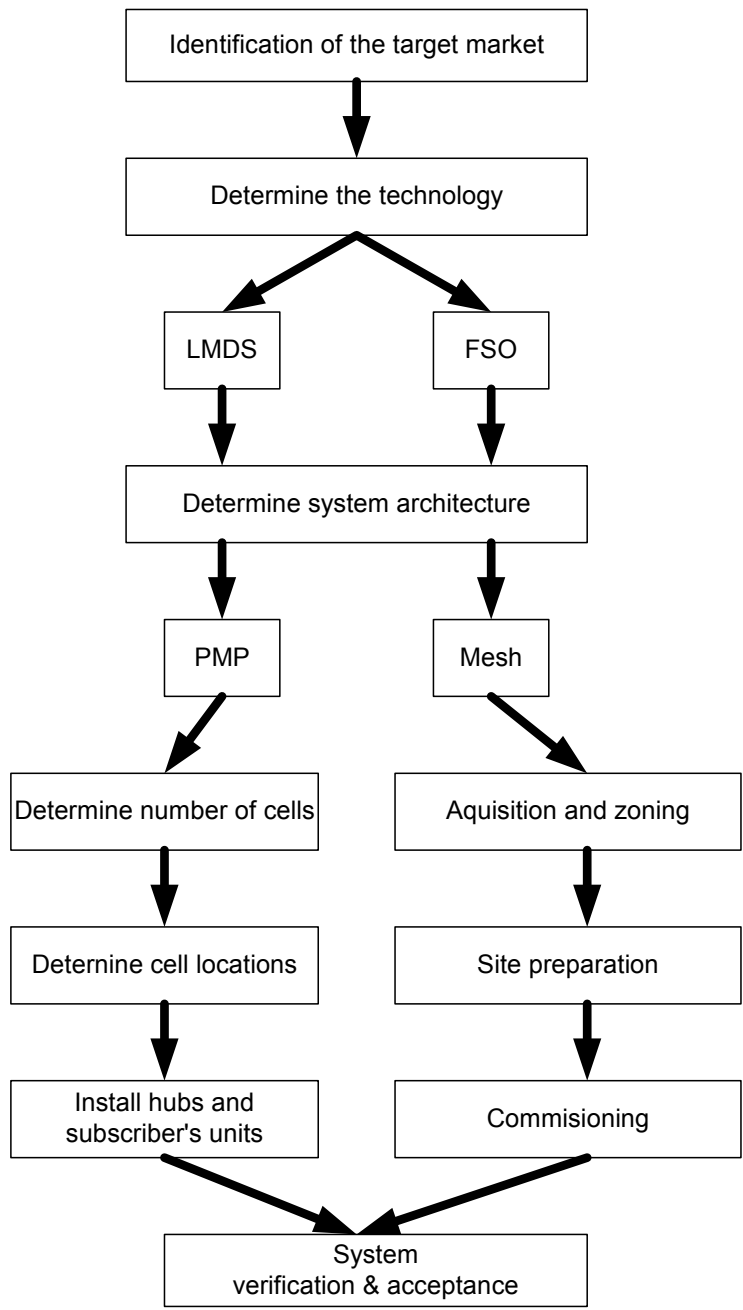 Identification of the target market
Determine the technology
LMDS
FSO
Determine system architecture
PMP
Mesh
Determine number of cells
Aquisition and zoning
Deternine cell locations
Site preparation
Install hubs and
subscriber's units
Commisioning
System
verification & acceptance